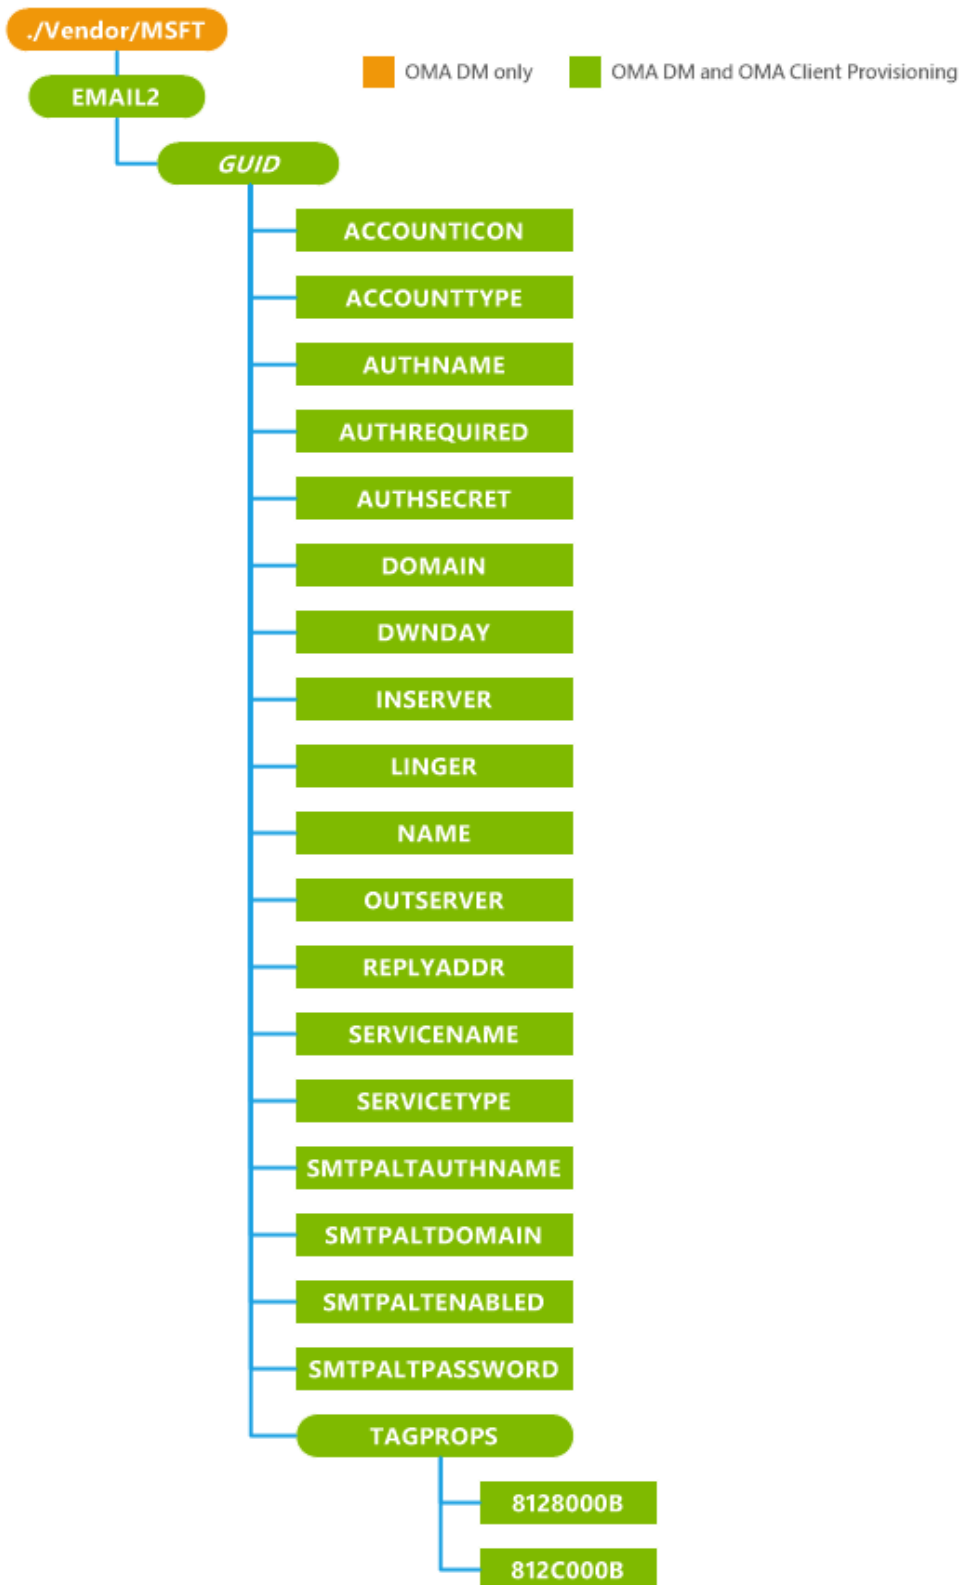 ./Vendor/MSFT
OMA DM only
OMA DM and OMA Client Provisioning
EMAIL2
GUID
ACCOUNTICON
ACCOUNTTYPE
AUTHNAME
AUTHREQUIRED
AUTHSECRET
DOMAIN
DWNDAY
INSERVER
LINGER
NAME
OUTSERVER
REPLYADDR
SERVICENAME
SERVICETYPE
SMTPALTAUTHNAME
SMTPALTDOMAIN
SMTPALTENABLED
SMTPALTPASSWORD
TAGPROPS
8128000B
812C000B